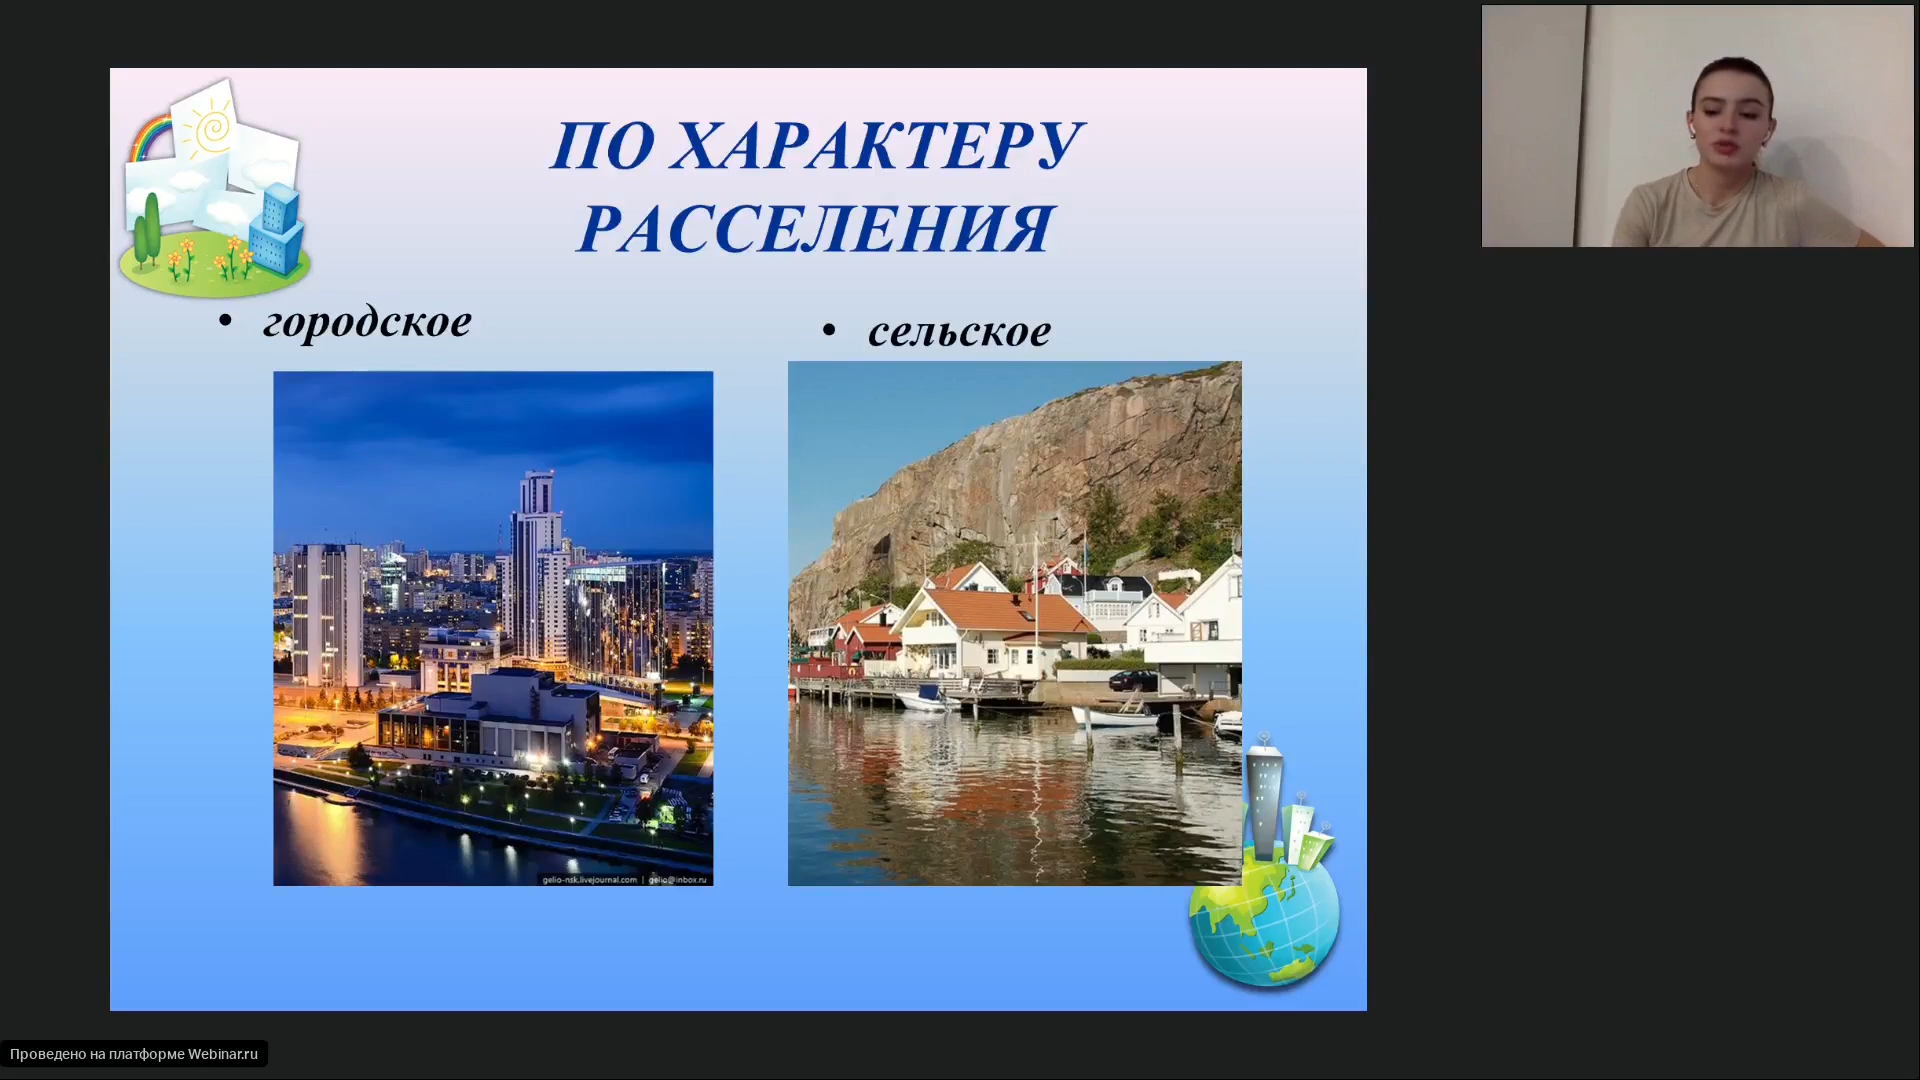 ПО ХАРАКТЕРУ
РАССЕЛЕНИЯ
• городское
• сельское
gelio-nsk.livejournal.com | gelio@inbox.ru
Проведено на платформе Webinar.ru